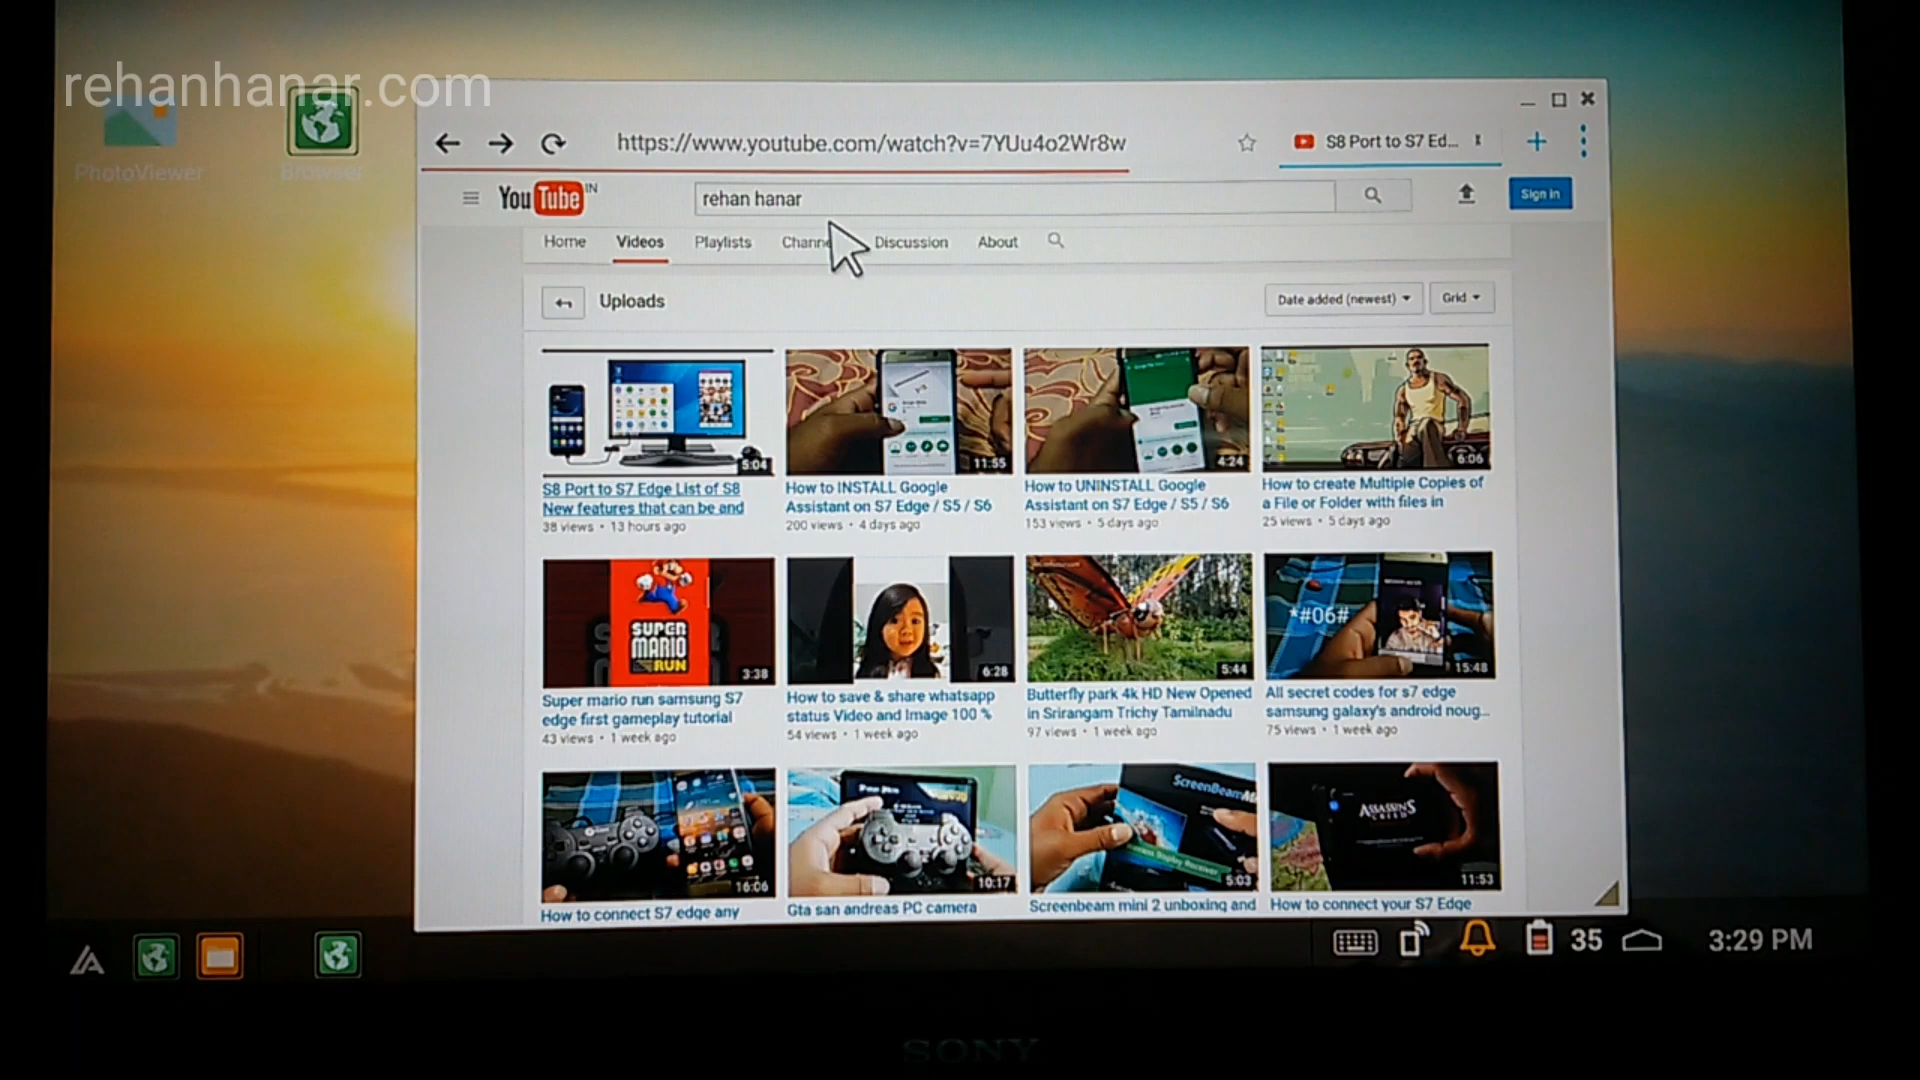 rehanhanar.com
PhotoViewer
Browser
https://www.youtube.com/watch?v=7YUu4o2Wr8w
S8 Port to S7 Ed...
YouTube IN
rehan hanar
Sign in
Home
Videos
Playlists
Discussion
About
Uploads
Date added (newest)
Grid
5:04
11:55
4:24
6:06
S8 Port to S7 Edge List of S8
New features that can be and
38 views • 13 hours ago
How to INSTALL Google
Assistant on S7 Edge / S5 / S6
200 views • 4 days ago
How to UNINSTALL Google
Assistant on S7 Edge / S5 / S6
153 views • 5 days ago
How to create Multiple Copies of
a File or Folder with files in
25 views • 5 days ago
SUPER
MARIO
RUN
3:38
6:28
5:44
*#06#
15:48
Super mario run samsung S7
edge first gameplay tutorial
43 views • 1 week ago
How to save & share whatsapp
status Video and Image 100 %
54 views • 1 week ago
Butterfly park 4k HD New Opened
in Srirangam Trichy Tamilnadu
97 views • 1 week ago
All secret codes for s7 edge
samsung galaxy's android noug...
75 views • 1 week ago
16:06
10:17
5:03
ASSASSIN'S
CREED
11:53
How to connect S7 edge any
Gta san andreas PC camera
Screenbeam mini 2 unboxing and
How to connect your S7 Edge
35
3:29 PM
SONY